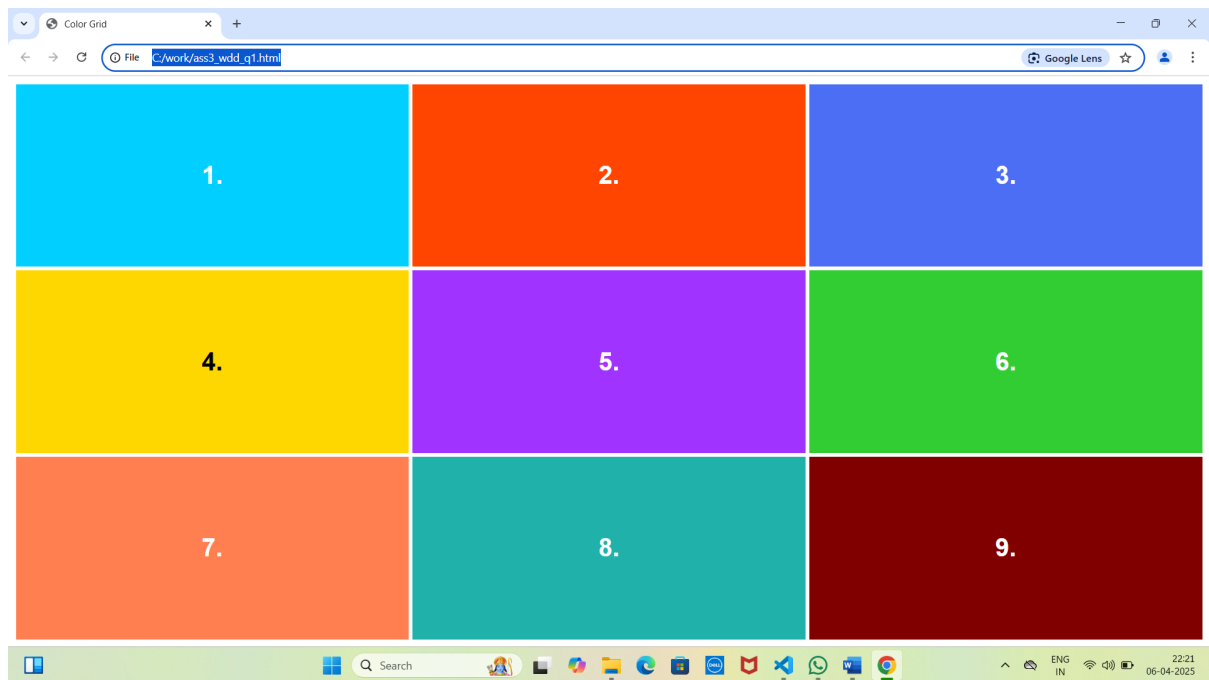 Color Grid
File C:/work/ass3_wdd_q1.html Google Lens
1. 2. 3.
4. 5. 6.
7. 8. 9.
Search DELL ENG 22:21
IN 06-04-2025